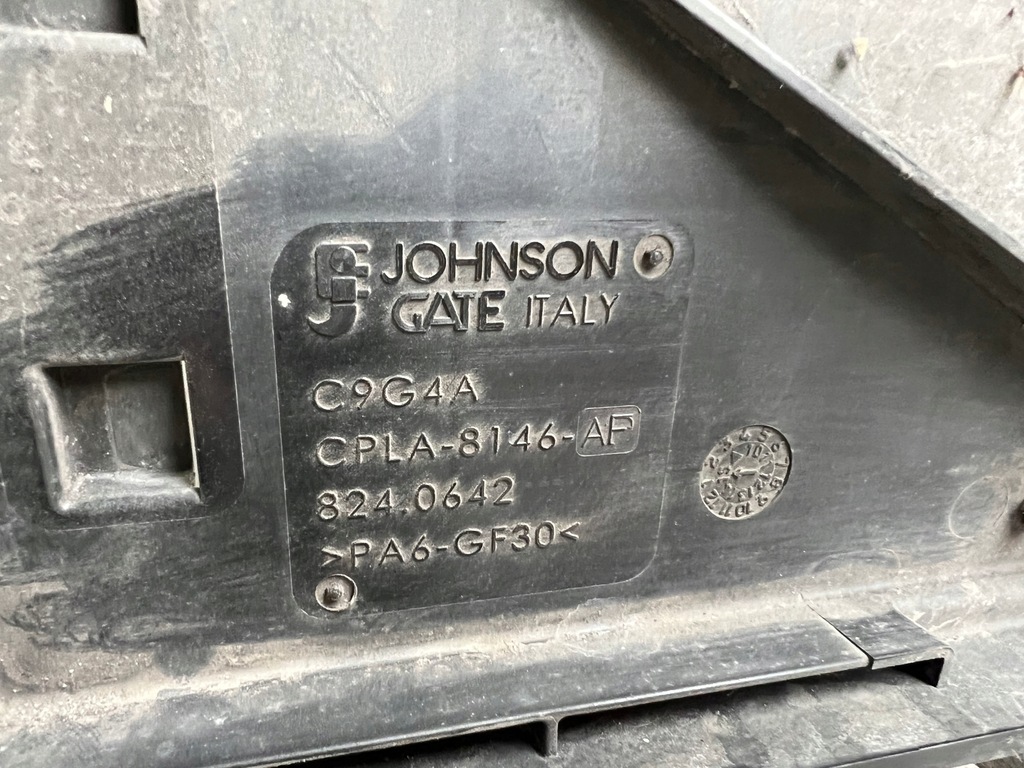 JOHNSON
GATE ITALY
C9G4A
CPLA-8146-AF
824.0642
>PA6-GF30<